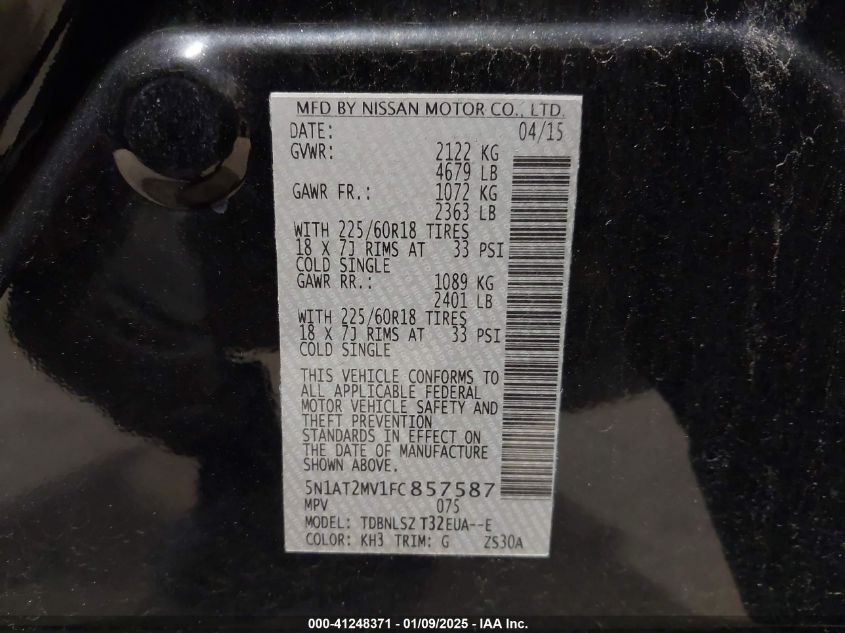 MFD BY NISSAN MOTOR CO., LTD.
DATE: 04/15
GVWR: 2122 KG
4679 LB
GAWR FR.: 1072 KG
2363 LB
WITH 225/60R18 TIRES
18 X 7J RIMS AT 33 PSI
COLD SINGLE
GAWR RR.: 1089 KG
2401 LB
WITH 225/60R18 TIRES
18 X 7J RIMS AT 33 PSI
COLD SINGLE
THIS VEHICLE CONFORMS TO
ALL APPLICABLE FEDERAL
MOTOR VEHICLE SAFETY AND
THEFT PREVENTION
STANDARDS IN EFFECT ON
THE DATE OF MANUFACTURE
SHOWN ABOVE.
5N1AT2MV1FC857587
MPV 075
MODEL: TDBNLSZ T32EUA--E
COLOR: KH3 TRIM: G ZS30A
000-41248371 - 01/09/2025 - IAA Inc.